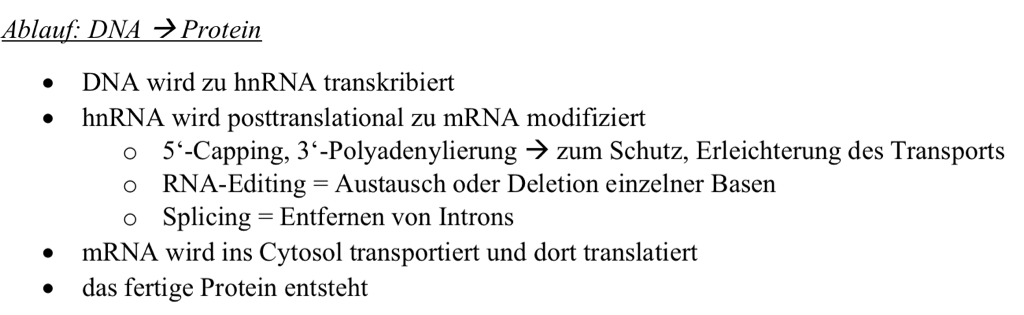 Ablauf: DNA → Protein
• DNA wird zu hnRNA transkribiert
• hnRNA wird posttranslational zu mRNA modifiziert
o 5‘-Capping, 3‘-Polyadenylierung → zum Schutz, Erleichterung des Transports
o RNA-Editing = Austausch oder Deletion einzelner Basen
o Splicing = Entfernen von Introns
• mRNA wird ins Cytosol transportiert und dort translatiert
• das fertige Protein entsteht